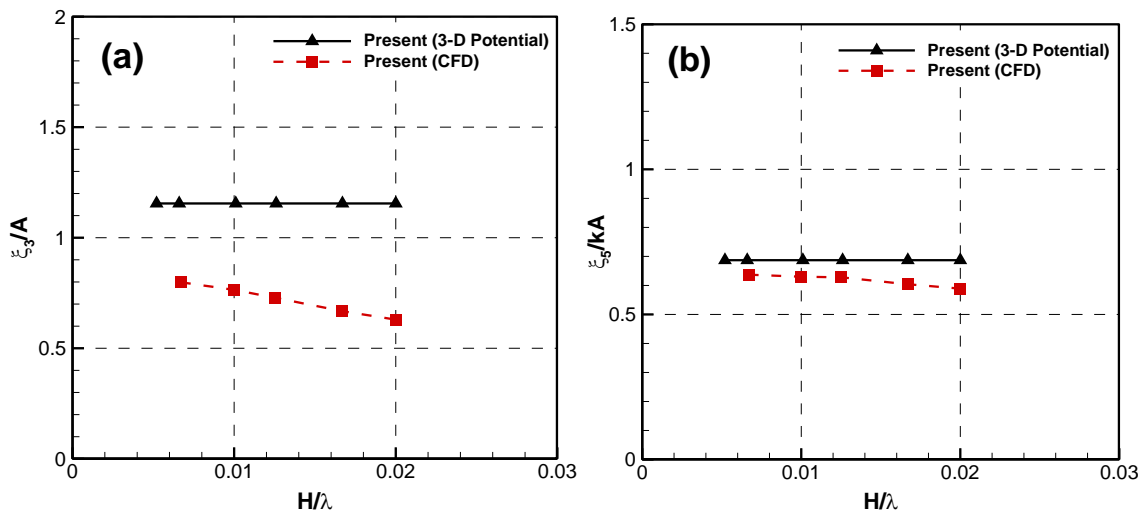 (a)
Present (3-D Potential)
Present (CFD)
2
1.5
1
0.5
0
ξ3/A
0
0.01
0.02
0.03
H/λ
(b)
Present (3-D Potential)
Present (CFD)
1.5
1
0.5
0
ξ5/kA
0
0.01
0.02
0.03
H/λ